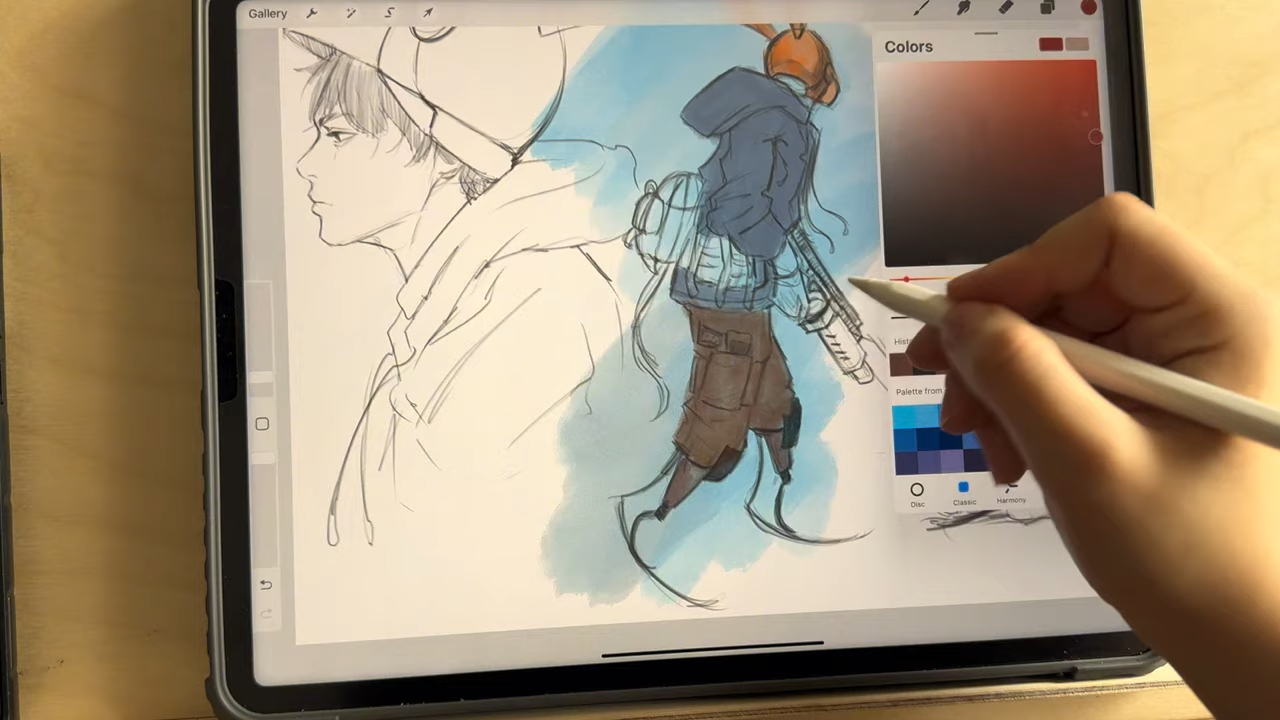 Gallery
Colors
Palette from
Disc
Classic
Harmony